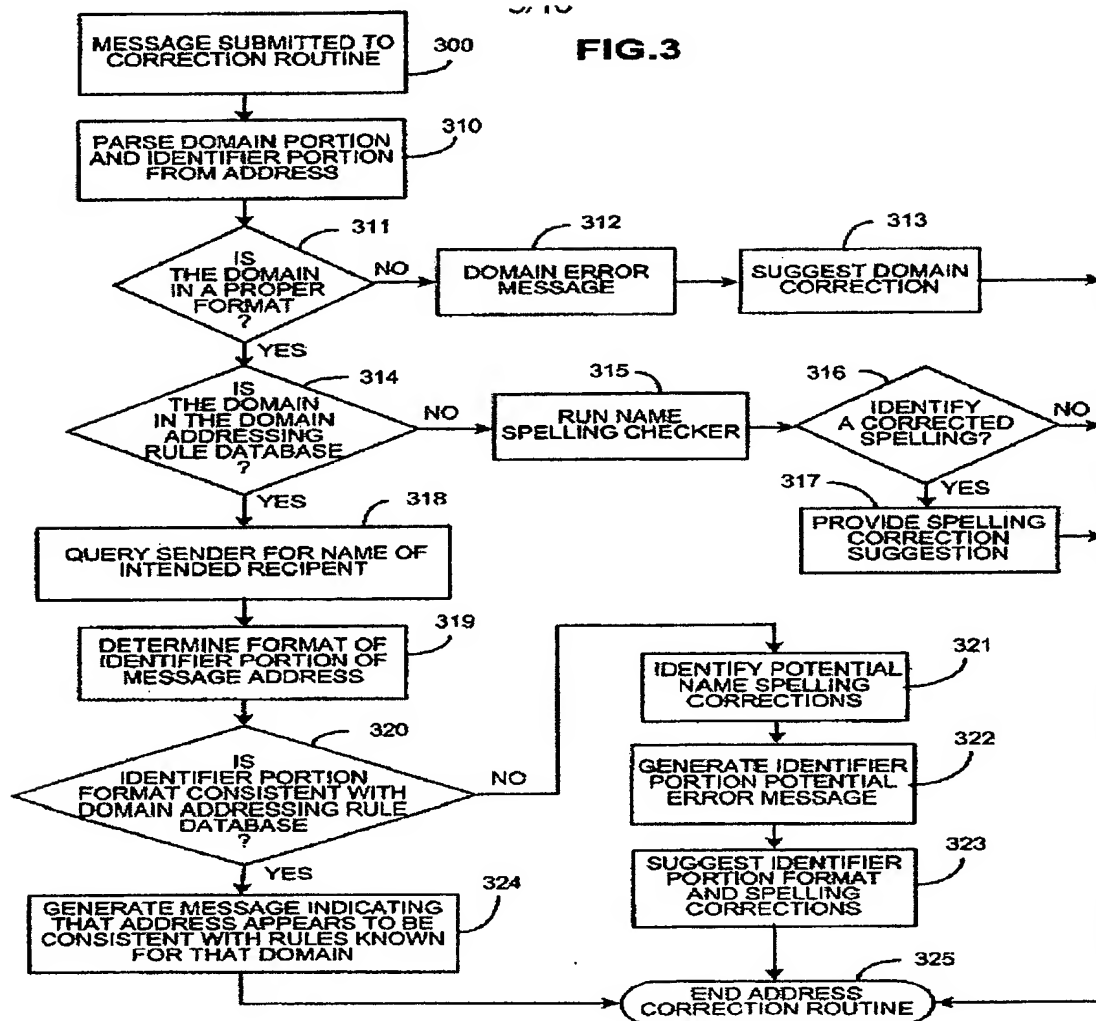 FIG.3
MESSAGE SUBMITTED TO
CORRECTION ROUTINE
300
PARSE DOMAIN PORTION
AND IDENTIFIER PORTION
FROM ADDRESS
310
311
IS
THE DOMAIN
IN A PROPER
FORMAT
?
NO
312
DOMAIN ERROR
MESSAGE
313
SUGGEST DOMAIN
CORRECTION
YES
314
IS
THE DOMAIN
IN THE DOMAIN
ADDRESSING
RULE DATABASE
?
NO
315
RUN NAME
SPELLING CHECKER
316
IDENTIFY
A CORRECTED
SPELLING?
NO
YES
317
PROVIDE SPELLING
CORRECTION
SUGGESTION
YES
318
QUERY SENDER FOR NAME OF
INTENDED RECIPENT
319
DETERMINE FORMAT OF
IDENTIFIER PORTION OF
MESSAGE ADDRESS
320
IS
IDENTIFIER PORTION
FORMAT CONSISTENT WITH
DOMAIN ADDRESSING RULE
DATABASE
?
NO
321
IDENTIFY POTENTIAL
NAME SPELLING
CORRECTIONS
322
GENERATE IDENTIFIER
PORTION POTENTIAL
ERROR MESSAGE
323
SUGGEST IDENTIFIER
PORTION FORMAT
AND SPELLING
CORRECTIONS
YES
324
GENERATE MESSAGE INDICATING
THAT ADDRESS APPEARS TO BE
CONSISTENT WITH RULES KNOWN
FOR THAT DOMAIN
325
END ADDRESS
CORRECTION ROUTINE